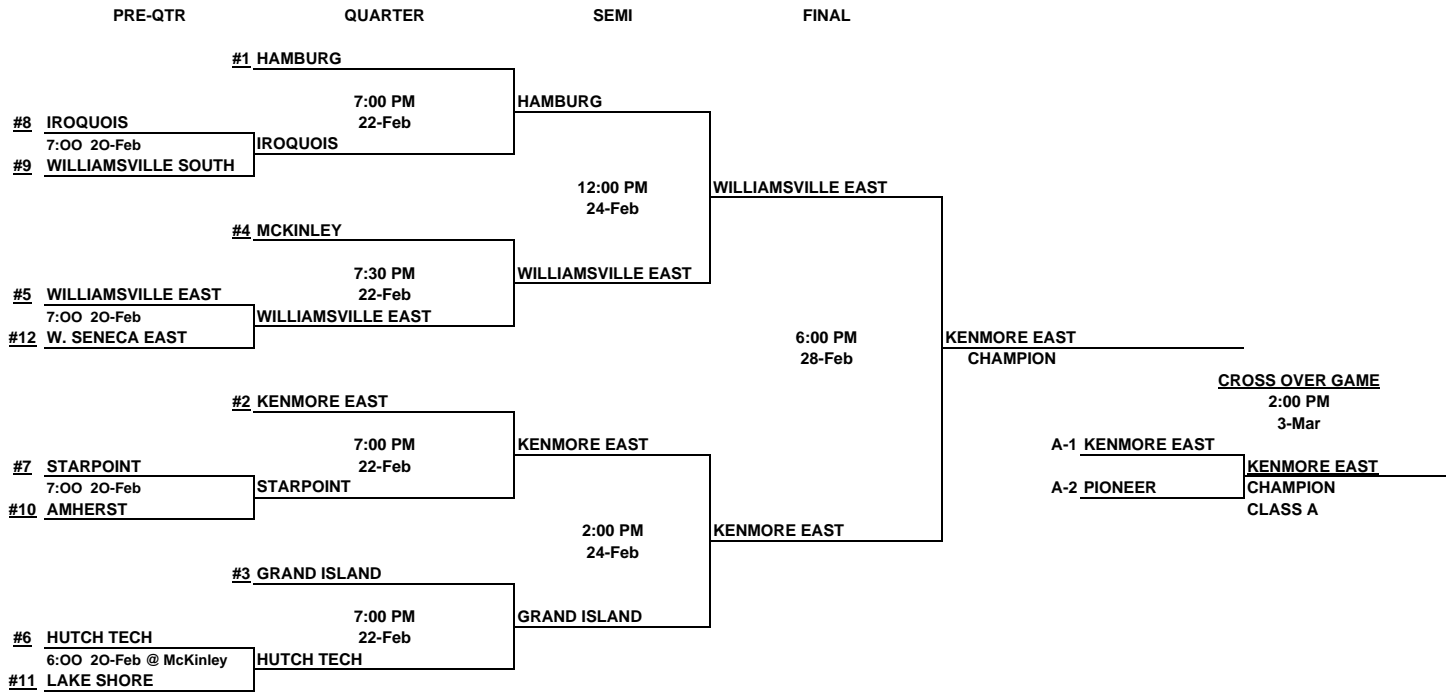 PRE-QTR QUARTER SEMI FINAL
#1 HAMBURG
7:00 PM HAMBURG
#8 IROQUOIS 22-Feb
7:OO 2O-Feb IROQUOIS
#9 WILLIAMSVILLE SOUTH
12:00 PM WILLIAMSVILLE EAST
24-Feb
#4 MCKINLEY
7:30 PM WILLIAMSVILLE EAST
#5 WILLIAMSVILLE EAST 22-Feb
7:OO 2O-Feb WILLIAMSVILLE EAST
#12 W. SENECA EAST 6:00 PM KENMORE EAST
28-Feb CHAMPION
CROSS OVER GAME
#2 KENMORE EAST 2:00 PM
3-Mar
7:00 PM KENMORE EAST A-1 KENMORE EAST
#7 STARPOINT 22-Feb KENMORE EAST
7:OO 2O-Feb STARPOINT A-2 PIONEER CHAMPION
#10 AMHERST CLASS A
2:00 PM KENMORE EAST
24-Feb
#3 GRAND ISLAND
7:00 PM GRAND ISLAND
#6 HUTCH TECH 22-Feb
6:OO 2O-Feb @ McKinley HUTCH TECH
#11 LAKE SHORE